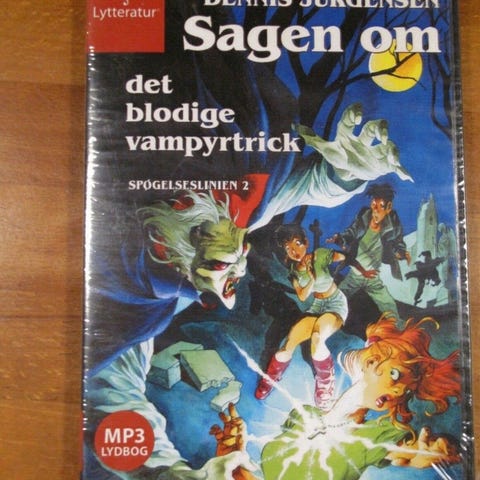 Lytteratur
DENNIS JÜRGENSEN
Sagen om
det
blodige
vampyrtrick
SPØGELSESLINIEN 2
MP3
LYDBOG